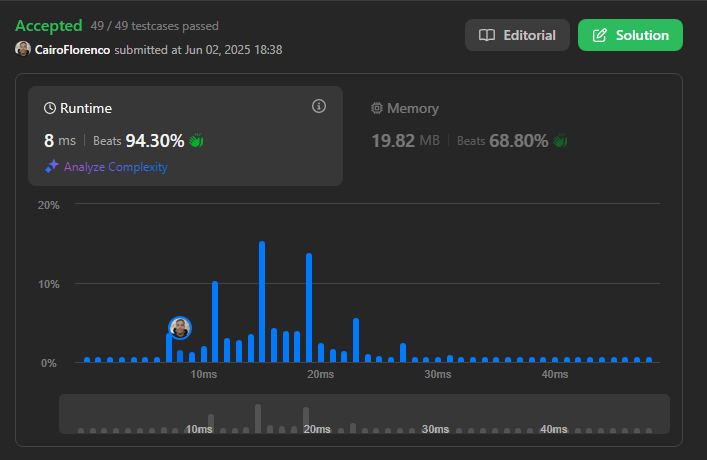 Accepted 49 / 49 testcases passed
CairoFlorenco submitted at Jun 02, 2025 18:38
Editorial
Solution
Runtime
8 ms | Beats 94.30%
Analyze Complexity
Memory
19.82 MB | Beats 68.80%
20%
10%
0%
10ms 20ms 30ms 40ms
10ms 20ms 30ms 40ms